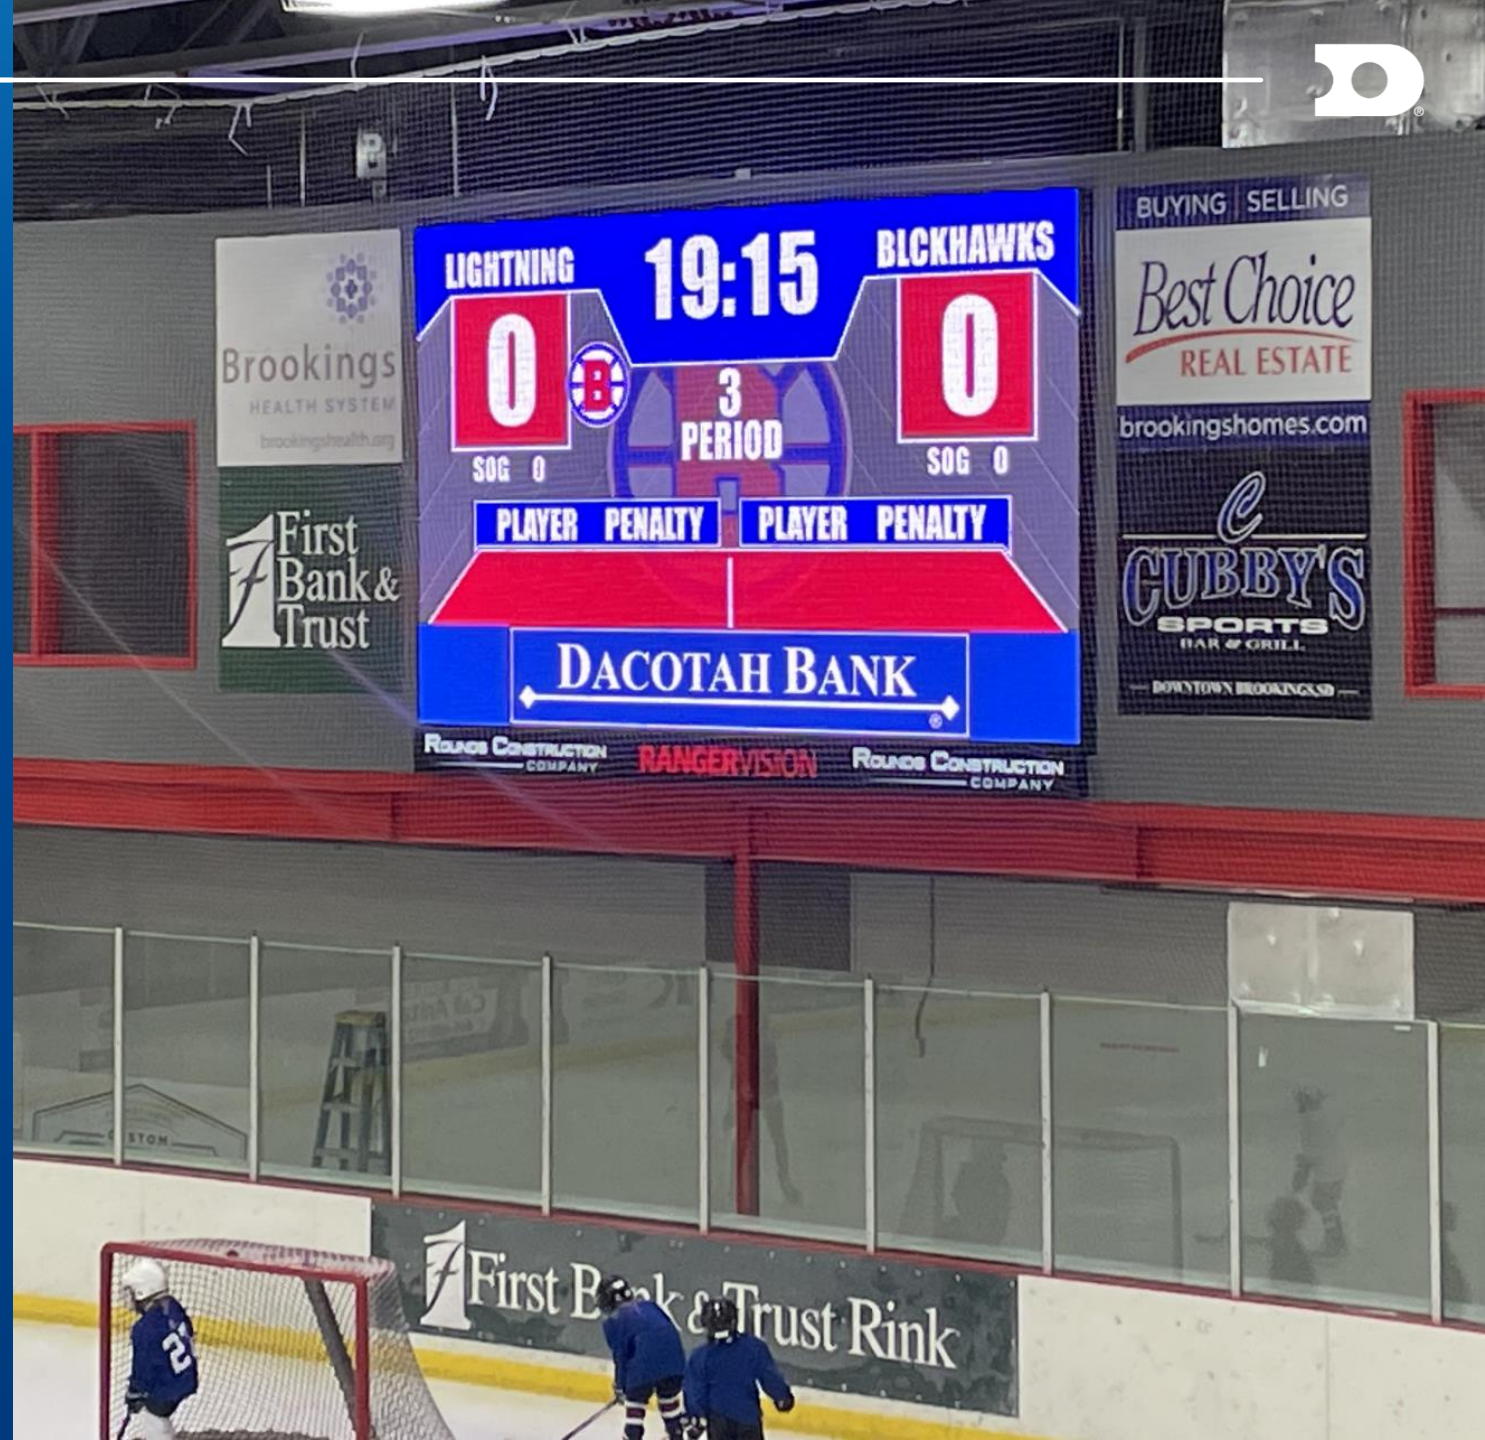 BUYING SELLING
Best Choice
REAL ESTATE
brookingshomes.com
Brookings
HEALTH SYSTEM
brookingshealth.org
First
Bank &
Trust
LIGHTNING
19:15
BLCKHAWKS
0
B
0
3
PERIOD
SOG 0
SOG 0
PLAYER PENALTY
PLAYER PENALTY
DACOTAH BANK
®
ROUNDS CONSTRUCTION
COMPANY
RANGERVISION
ROUNDS CONSTRUCTION
COMPANY
C
CUBBY'S
SPORTS
BAR & GRILL
DOWNTOWN BROOKINGS, SD
First Bank & Trust Rink
2
D
®